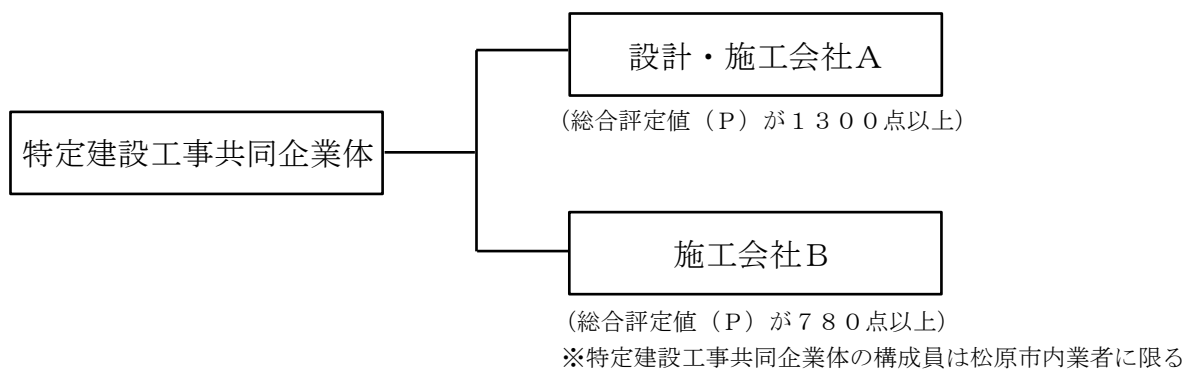 設計・施工会社A
（総合評定値（P）が1300点以上）
特定建設工事共同企業体
施工会社B
（総合評定値（P）が780点以上）
※特定建設工事共同企業体の構成員は松原市内業者に限る